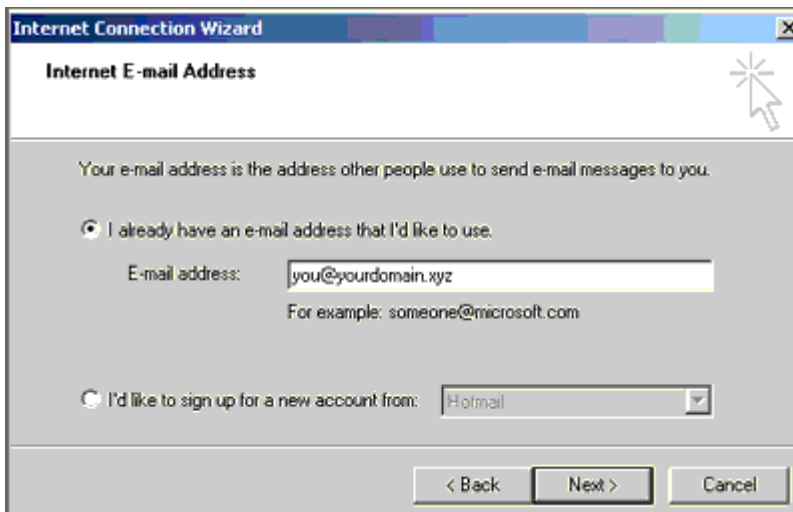 Internet Connection Wizard
Internet E-mail Address
Your e-mail address is the address other people use to send e-mail messages to you.
I already have an e-mail address that I'd like to use.
E-mail address: you@yourdomain.xyz
For example: someone@microsoft.com
I'd like to sign up for a new account from: Hotmail
< Back Next > Cancel